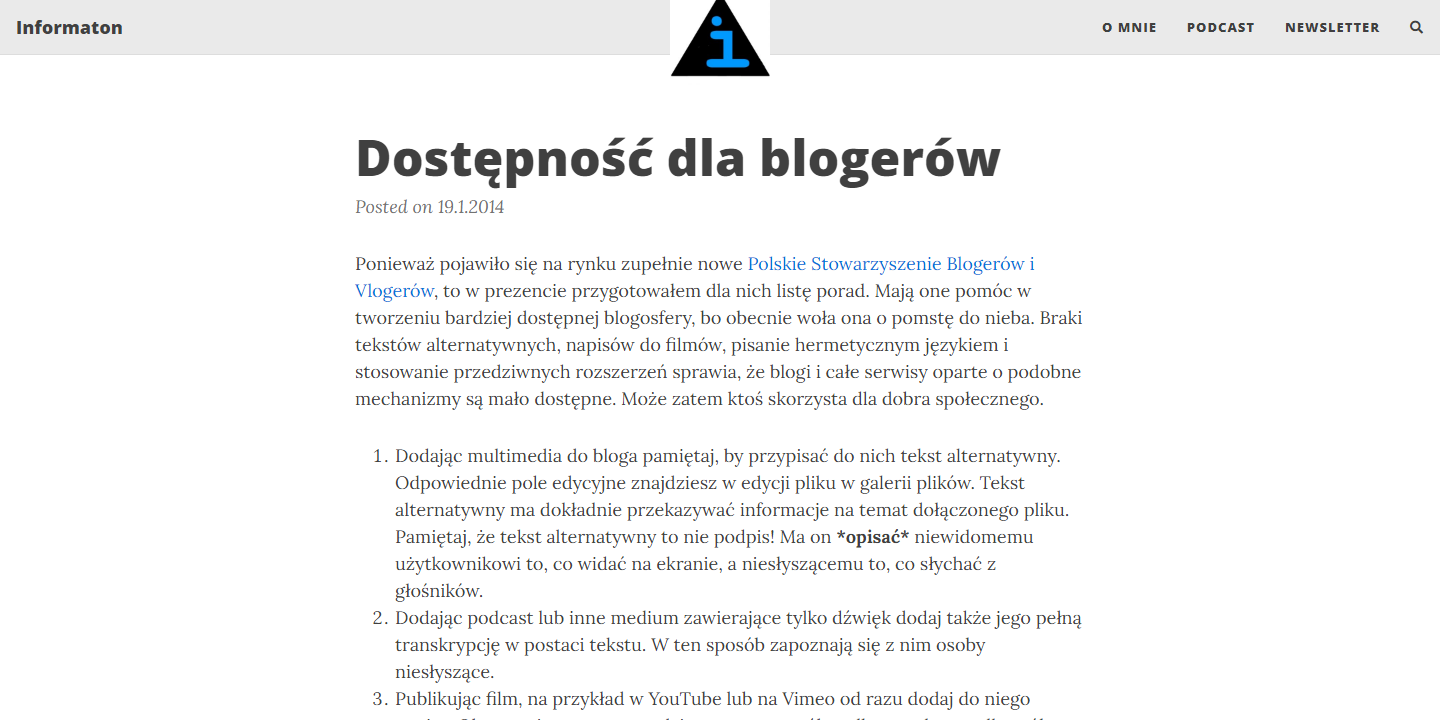 Informaton
i
O MNIE
PODCAST
NEWSLETTER
Dostępność dla blogerów
Posted on 19.1.2014
Ponieważ pojawiło się na rynku zupełnie nowe Polskie Stowarzyszenie Blogerów i
Vlogerów, to w prezencie przygotowałem dla nich listę porad. Mają one pomóc w
tworzeniu bardziej dostępnej blogosfery, bo obecnie woła ona o pomstę do nieba. Braki
tekstów alternatywnych, napisów do filmów, pisanie hermetycznym językiem i
stosowanie przedziwnych rozszerzeń sprawia, że blogi i całe serwisy oparte o podobne
mechanizmy są mało dostępne. Może zatem ktoś skorzysta dla dobra społecznego.
1. Dodając multimedia do bloga pamiętaj, by przypisać do nich tekst alternatywny.
Odpowiednie pole edycyjne znajdziesz w edycji pliku w galerii plików. Tekst
alternatywny ma dokładnie przekazywać informacje na temat dołączonego pliku.
Pamiętaj, że tekst alternatywny to nie podpis! Ma on *opisać* niewidomemu
użytkownikowi to, co widać na ekranie, a niesłyszącemu to, co słychać z
głośników.
2. Dodając podcast lub inne medium zawierające tylko dźwięk dodaj także jego pełną
transkrypcję w postaci tekstu. W ten sposób zapoznają się z nim osoby
niesłyszące.
3. Publikując film, na przykład w YouTube lub na Vimeo od razu dodaj do niego